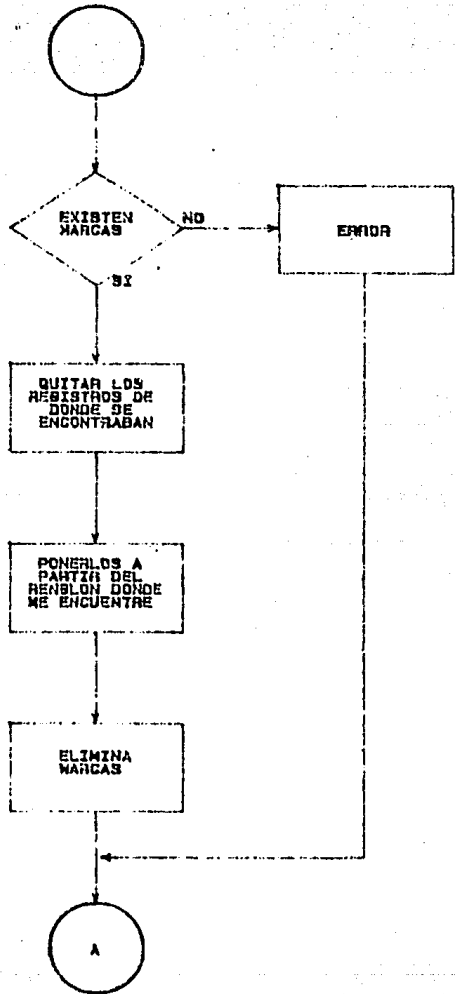 EXISTEN
MARCAS
NO
ERROR
SI
QUITAR LOS
REGISTROS DE
DONDE SE
ENCONTRABAN
PONERLOS A
PARTIR DEL
RENGLON DONDE
ME ENCUENTRE
ELIMINA
MARCAS
A